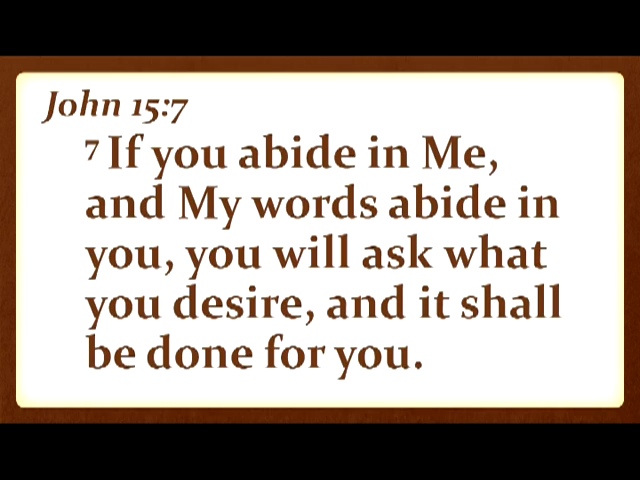 John 15:7
7 If you abide in Me,
and My words abide in
you, you will ask what
you desire, and it shall
be done for you.